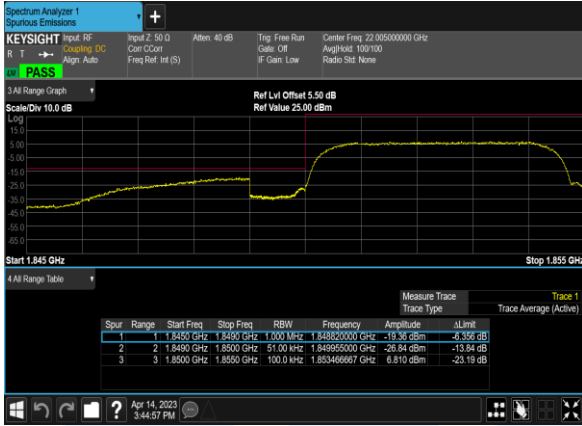 Spectrum Analyzer 1
Spurious Emissions
KEYSIGHT Input: RF Input Z: 50 Ω Atten: 40 dB Trig: Free Run Center Freq: 22.005000000 GHz
R T Coupling: DC Corr CCorr Gate: Off Avg|Hold: 100/100
Align: Auto Freq Ref: Int (S) IF Gain: Low Radio Std: None
PASS
3 All Range Graph
Ref Lvl Offset 5.50 dB
Scale/Div 10.0 dB Ref Value 25.00 dBm
Log
15.0
5.00
-5.00
-15.0
-25.0
-35.0
-45.0
-55.0
-65.0
Start 1.845 GHz Stop 1.855 GHz
4 All Range Table
Measure Trace Trace 1
Trace Type Trace Average (Active)
Spur Range Start Freq Stop Freq RBW Frequency Amplitude ΔLimit
1 1 1.8450 GHz 1.8490 GHz 1.000 MHz 1.848820000 GHz -19.36 dBm -6.356 dB
2 2 1.8490 GHz 1.8500 GHz 51.00 kHz 1.849955000 GHz -26.84 dBm -13.84 dB
3 3 1.8500 GHz 1.8550 GHz 100.0 kHz 1.853466667 GHz 6.810 dBm -23.19 dB
? Apr 14, 2023
3:44:57 PM